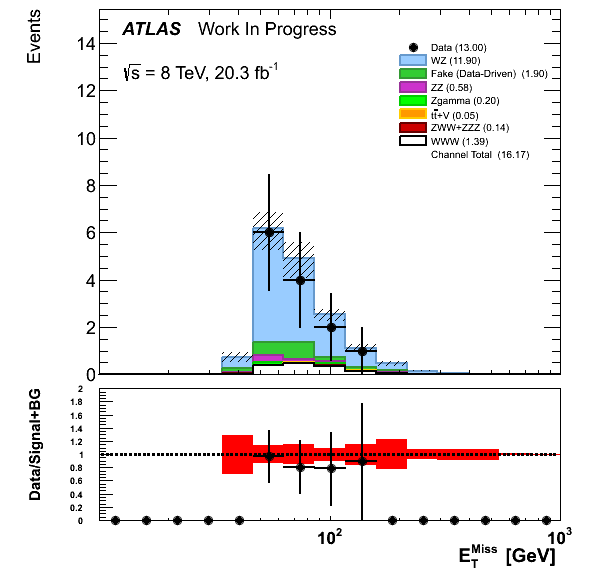 Events
ATLAS Work In Progress
√s = 8 TeV, 20.3 fb⁻¹
Data (13.00)
WZ (11.90)
Fake (Data-Driven) (1.90)
ZZ (0.58)
Zgamma (0.20)
tt̄+V (0.05)
ZWW+ZZZ (0.14)
WWW (1.39)
Channel Total (16.17)
14
12
10
8
6
4
2
0
Data/Signal+BG
2
1.8
1.6
1.4
1.2
1
0.8
0.6
0.4
0.2
0
10² 10³
E_T^Miss [GeV]